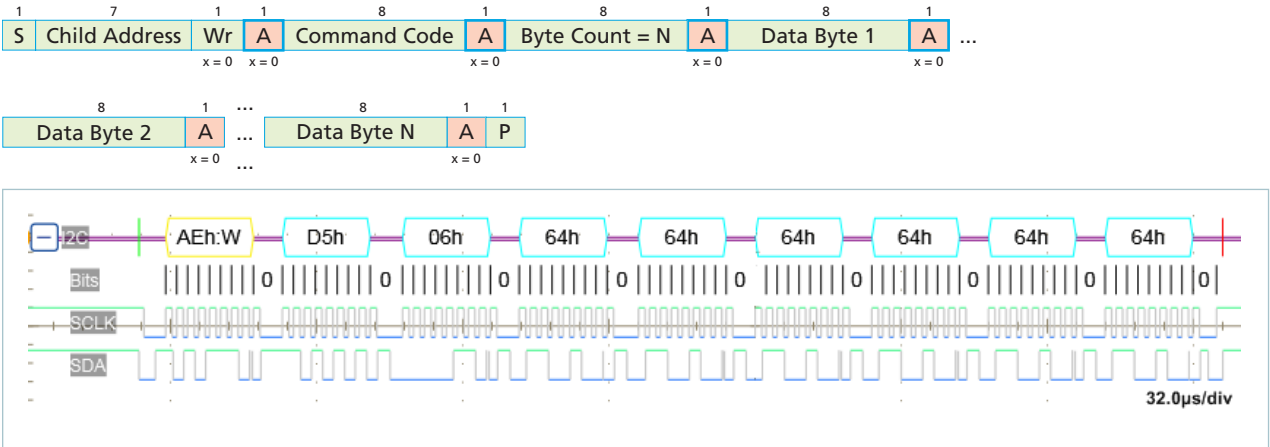 1 7 1 1 8 1 8 1 8 1
S Child Address Wr A Command Code A Byte Count = N A Data Byte 1 A ...
x = 0 x = 0 x = 0 x = 0 x = 0
8 1 ... 8 1 1
Data Byte 2 A ... Data Byte N A P
x = 0 ... x = 0
I2C AEh:W D5h 06h 64h 64h 64h 64h 64h 64h
Bits 0 0 0 0 0 0 0 0 0
SCLK
SDA
32.0µs/div